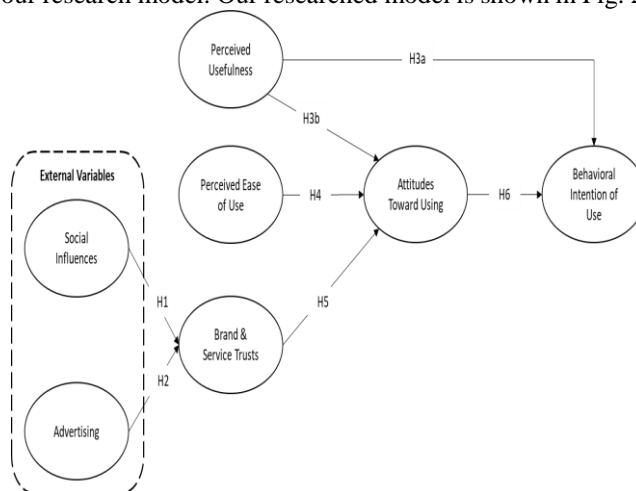 our research model. Our researched model is shown in Fig. 2
Perceived
Usefulness
H3a
H3b
External Variables
Perceived Ease
of Use
H4
Attitudes
Toward Using
H6
Behavioral
Intention of
Use
Social
Influences
H1
H5
Brand &
Service Trusts
H2
Advertising